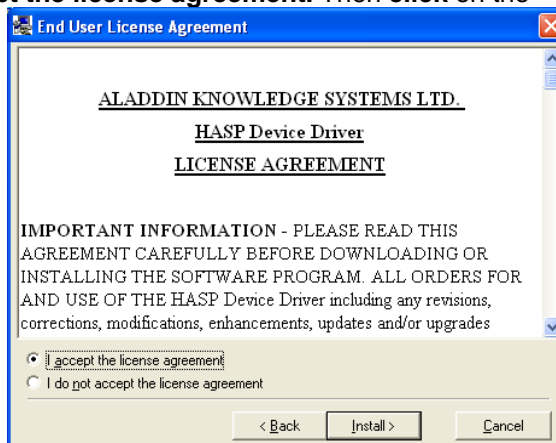 t the license agreement. Then click on the
End User License Agreement
ALADDIN KNOWLEDGE SYSTEMS LTD.
HASP Device Driver
LICENSE AGREEMENT
IMPORTANT INFORMATION - PLEASE READ THIS
AGREEMENT CAREFULLY BEFORE DOWNLOADING OR
INSTALLING THE SOFTWARE PROGRAM. ALL ORDERS FOR
AND USE OF THE HASP Device Driver including any revisions,
corrections, modifications, enhancements, updates and/or upgrades
I accept the license agreement
I do not accept the license agreement
< Back Install > Cancel